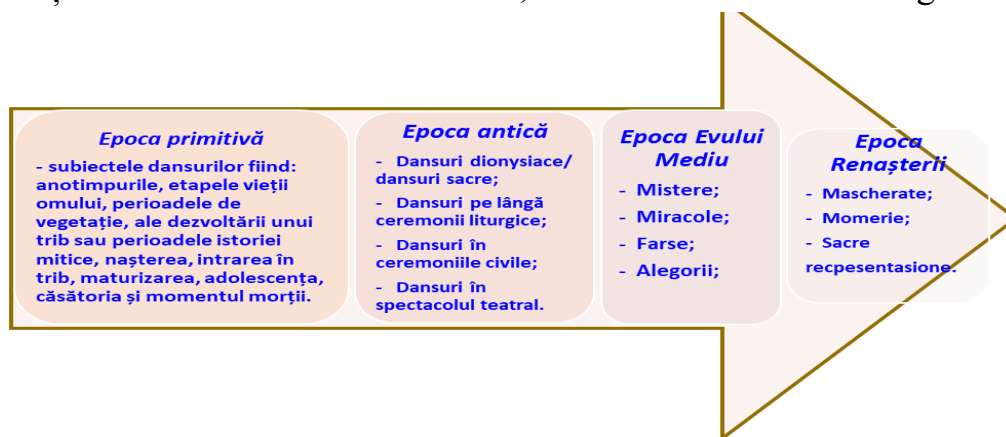 Epoca primitivă
- subiectele dansurilor fiind:
anotimpurile, etapele vieții
omului, perioadele de
vegetație, ale dezvoltării unui
trib sau perioadele istoriei
mitice, nașterea, intrarea în
trib, maturizarea, adolescența,
căsătoria și momentul morții.
Epoca antică
- Dansuri dionysiace/
dansuri sacre;
- Dansuri pe lângă
ceremonii liturgice;
- Dansuri în
ceremoniile civile;
- Dansuri în
spectacolul teatral.
Epoca Evului
Mediu
- Mistere;
- Miracole;
- Farse;
- Alegorii;
Epoca
Renașterii
- Mascherate;
- Momerie;
- Sacre
recpesentasione.